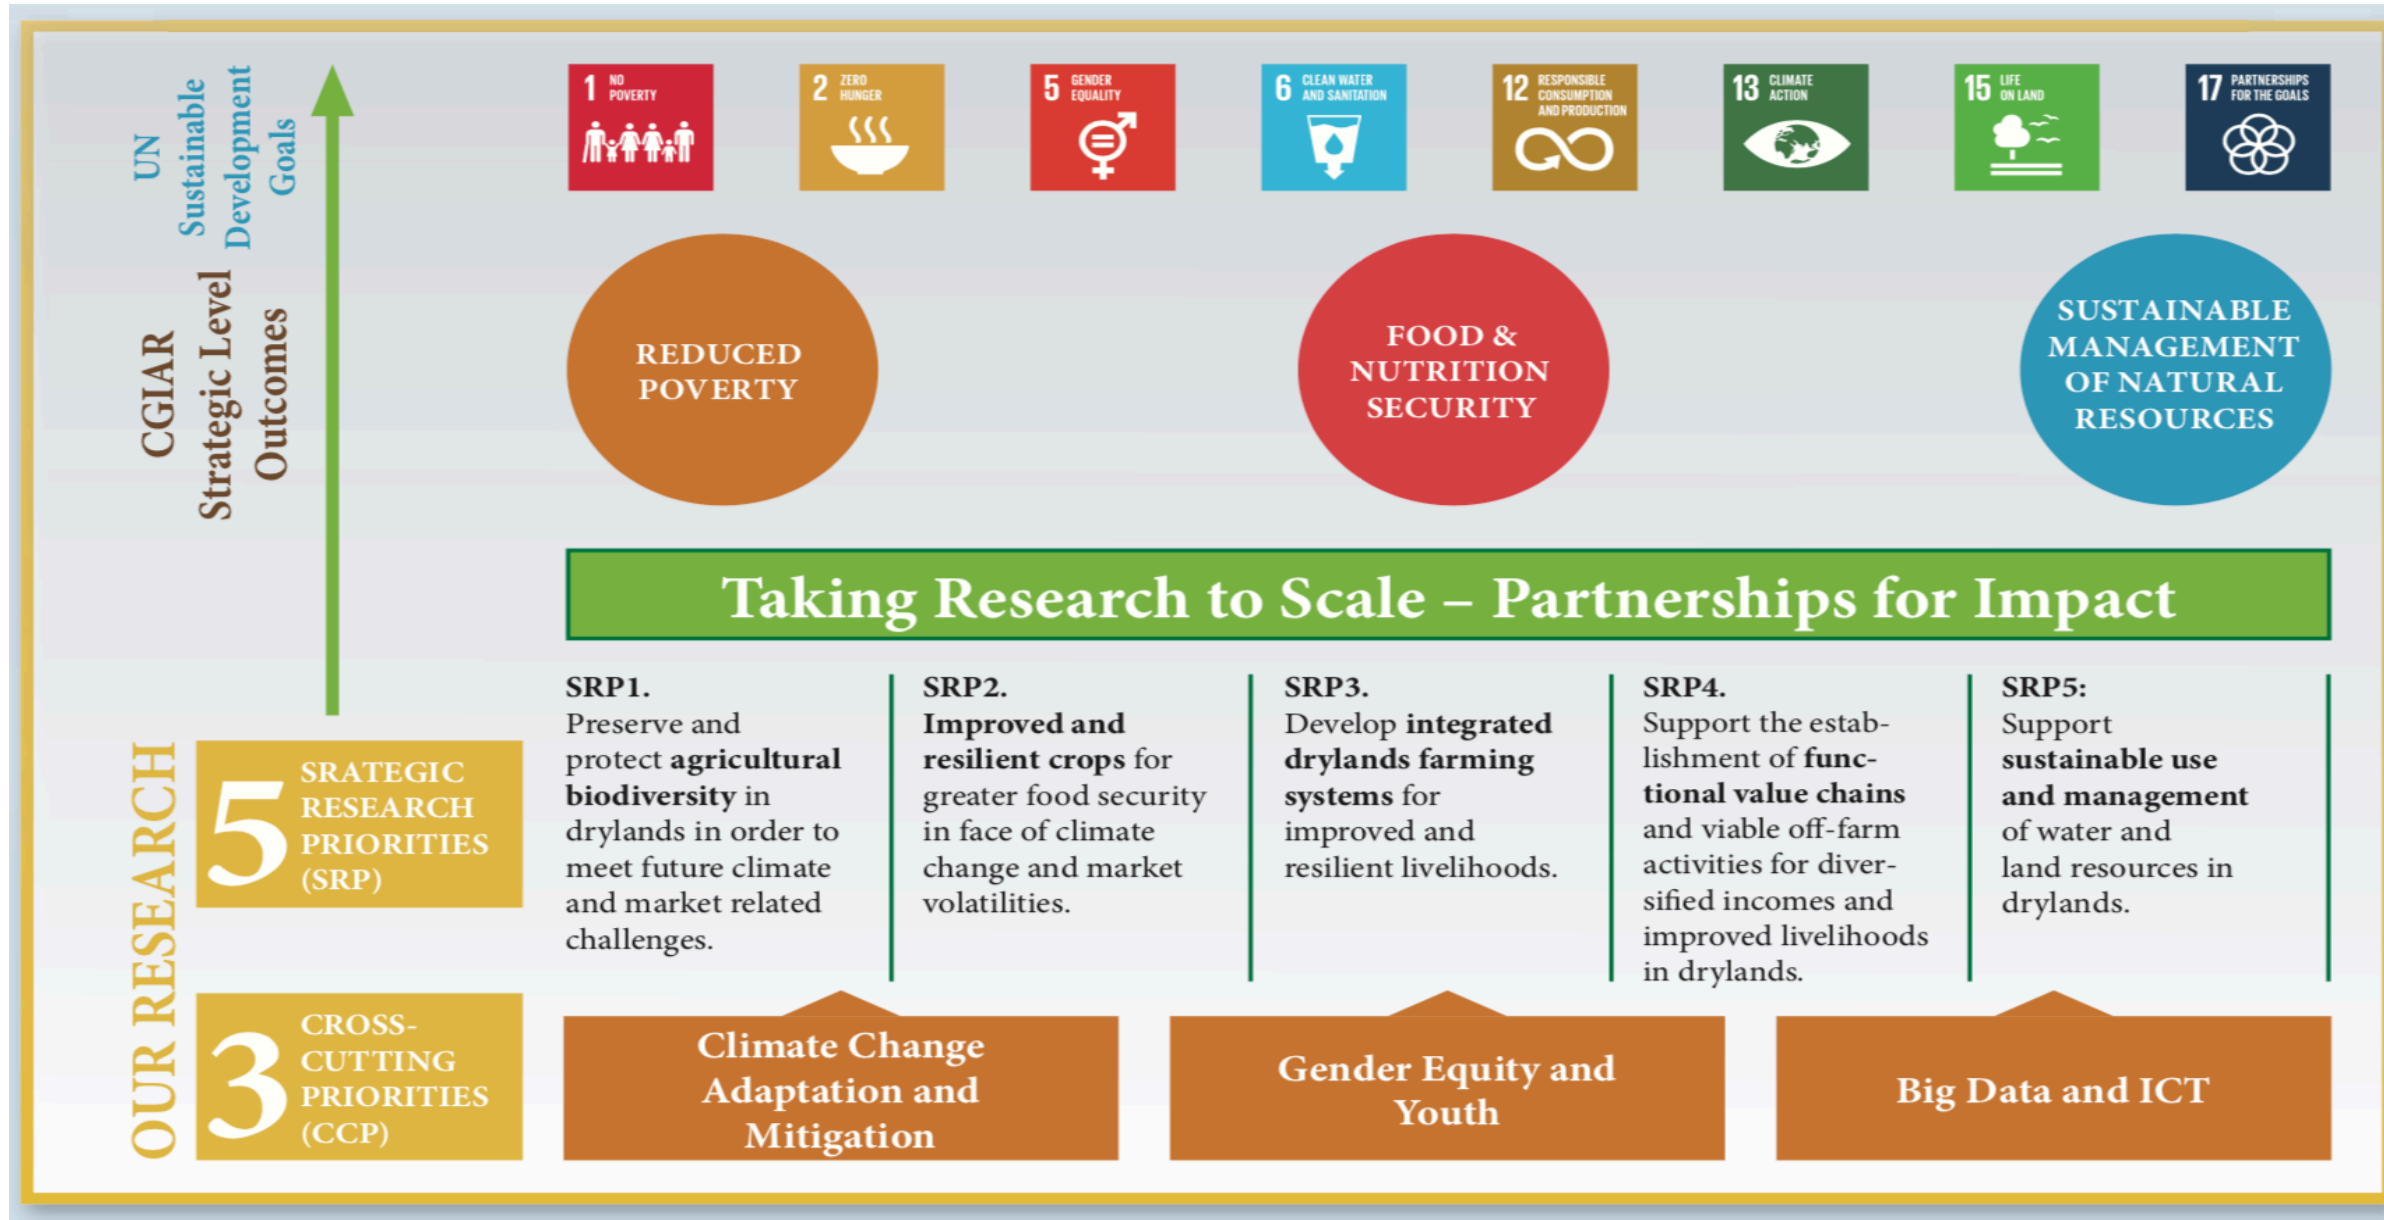 UN
Sustainable
Development
Goals
1 NO
POVERTY
2 ZERO
HUNGER
5 GENDER
EQUALITY
6 CLEAN WATER
AND SANITATION
12 RESPONSIBLE
CONSUMPTION
AND PRODUCTION
13 CLIMATE
ACTION
15 LIFE
ON LAND
17 PARTNERSHIPS
FOR THE GOALS
CGIAR
Strategic Level
Outcomes
REDUCED
POVERTY
FOOD &
NUTRITION
SECURITY
SUSTAINABLE
MANAGEMENT
OF NATURAL
RESOURCES
Taking Research to Scale – Partnerships for Impact
OUR RESEARCH
5 SRATEGIC
RESEARCH
PRIORITIES
(SRP)
SRP1.
Preserve and
protect agricultural
biodiversity in
drylands in order to
meet future climate
and market related
challenges.
SRP2.
Improved and
resilient crops for
greater food security
in face of climate
change and market
volatilities.
SRP3.
Develop integrated
drylands farming
systems for
improved and
resilient livelihoods.
SRP4.
Support the estab-
lishment of func-
tional value chains
and viable off-farm
activities for diver-
sified incomes and
improved livelihoods
in drylands.
SRP5:
Support
sustainable use
and management
of water and
land resources in
drylands.
3 CROSS-
CUTTING
PRIORITIES
(CCP)
Climate Change
Adaptation and
Mitigation
Gender Equity and
Youth
Big Data and ICT